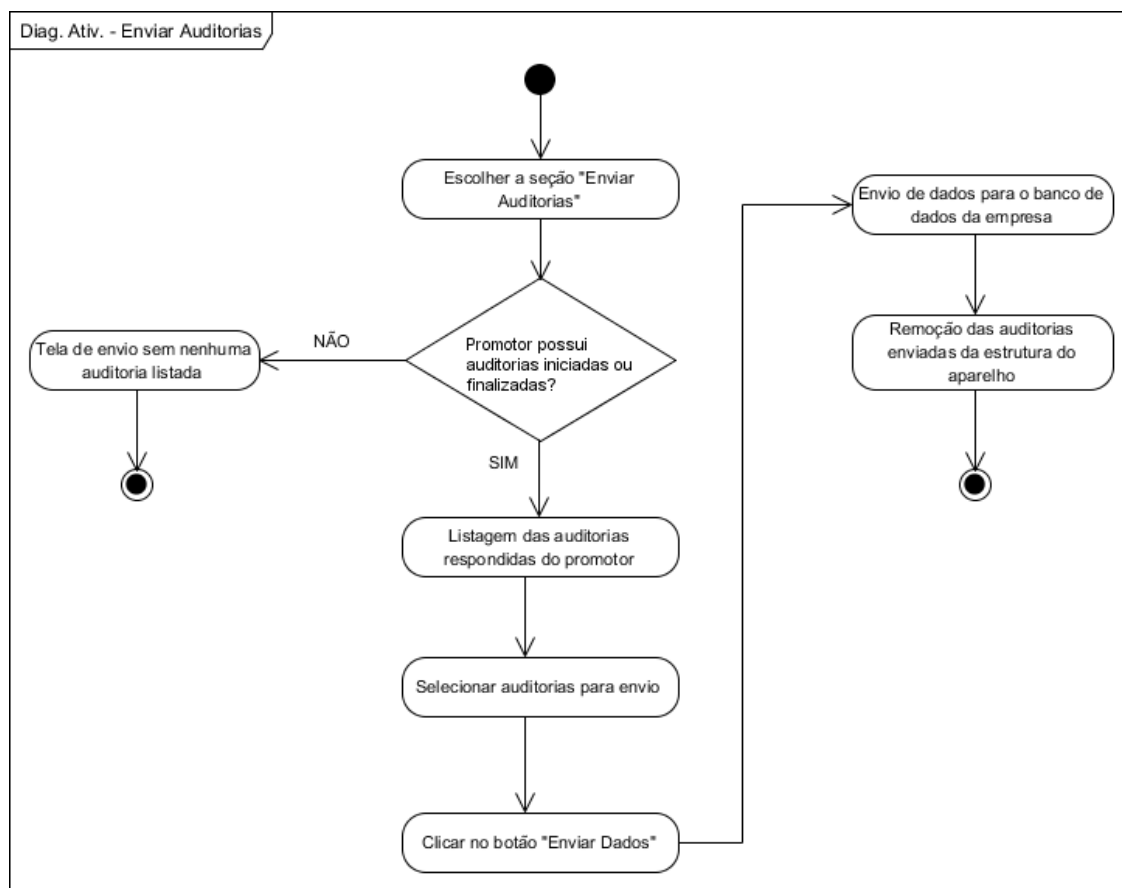 Diag. Ativ. - Enviar Auditorias
Escolher a seção "Enviar
Auditorias"
Promotor possui
auditorias iniciadas ou
finalizadas?
NÃO
Tela de envio sem nenhuma
auditoria listada
SIM
Listagem das auditorias
respondidas do promotor
Selecionar auditorias para envio
Clicar no botão "Enviar Dados"
Envio de dados para o banco de
dados da empresa
Remoção das auditorias
enviadas da estrutura do
aparelho